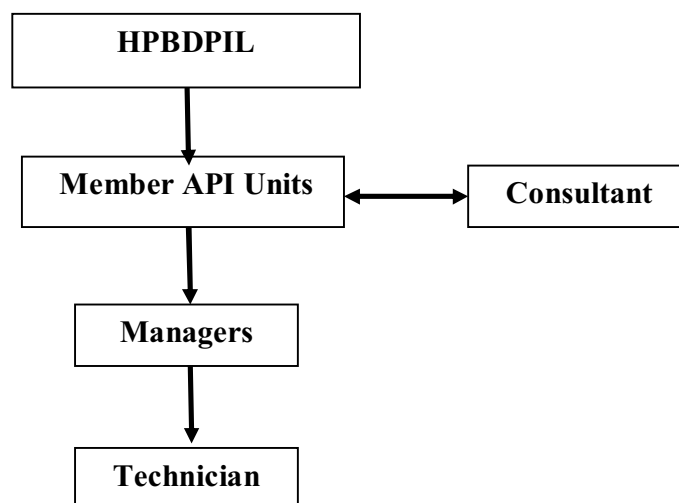 HPBDPIL
Member API Units
Consultant
Managers
Technician